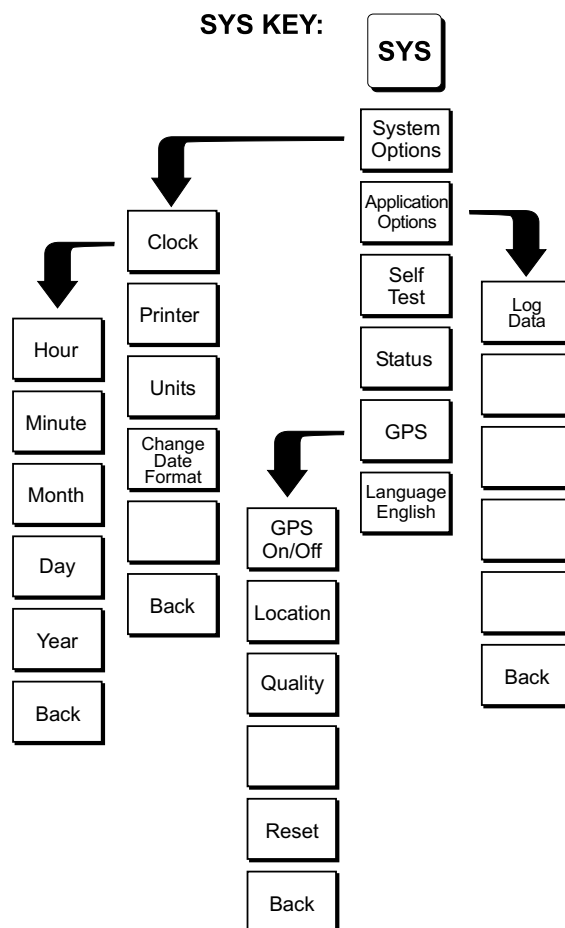 SYS KEY:
SYS
System
Options
Application
Options
Self
Test
Status
GPS
Language
English
Clock
Printer
Units
Change
Date
Format
Back
Hour
Minute
Month
Day
Year
Back
GPS
On/Off
Location
Quality
Reset
Back
Log
Data
Back